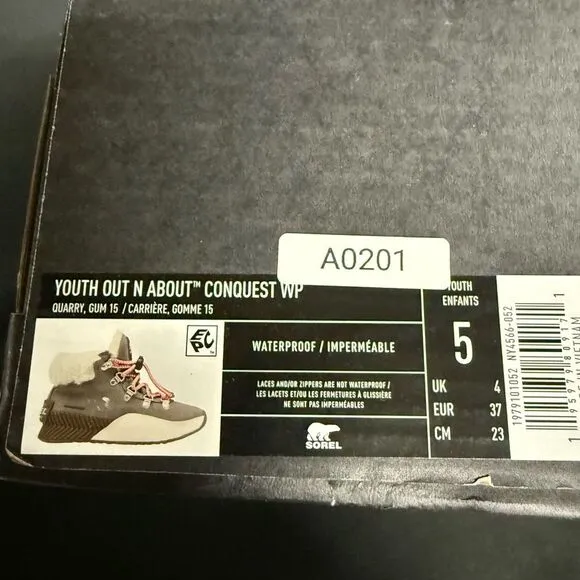 A0201
YOUTH OUT N ABOUT™ CONQUEST WP
QUARRY, GUM 15 / CARRIÈRE, GOMME 15
EVAPC™
WATERPROOF / IMPERMÉABLE
LACES AND/OR ZIPPERS ARE NOT WATERPROOF /
LES LACETS ET/OU LES FERMETURES À GLISSIÈRE
NE SONT PAS IMPERMÉABLES
SOREL
YOUTH
ENFANTS
5
UK 4
EUR 37
CM 23
1979101052 NY4566-052